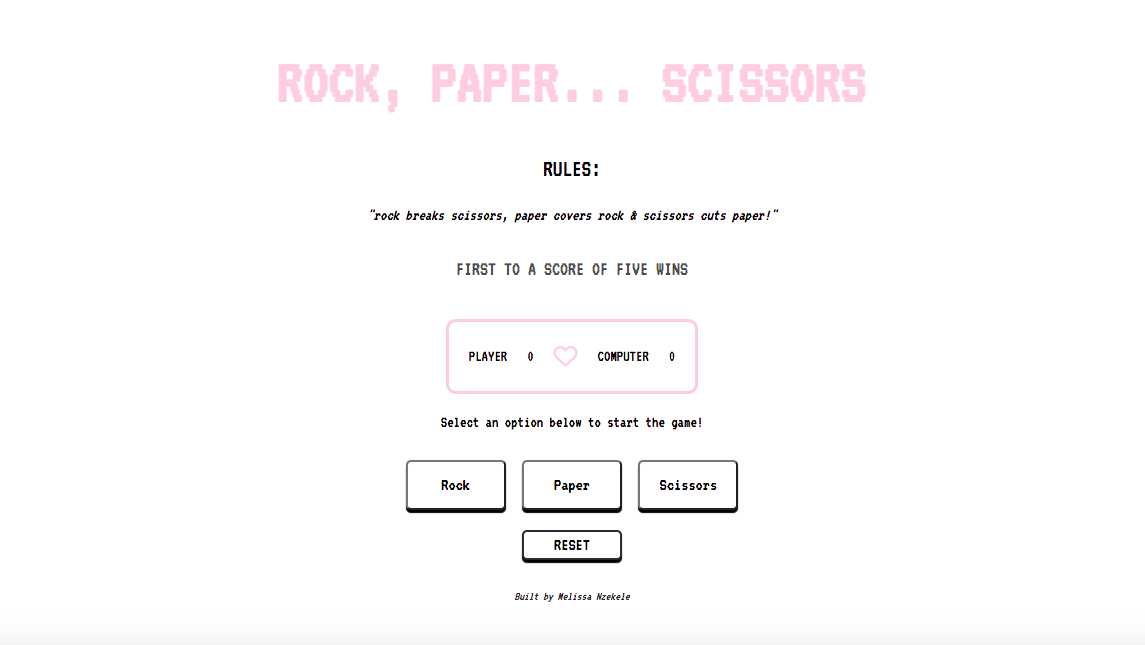 ROCK, PAPER... SCISSORS
RULES:
"rock breaks scissors, paper covers rock & scissors cuts paper!"
FIRST TO A SCORE OF FIVE WINS
PLAYER 0 COMPUTER 0
Select an option below to start the game!
Rock Paper Scissors
RESET
Built by Melissa Nzekele